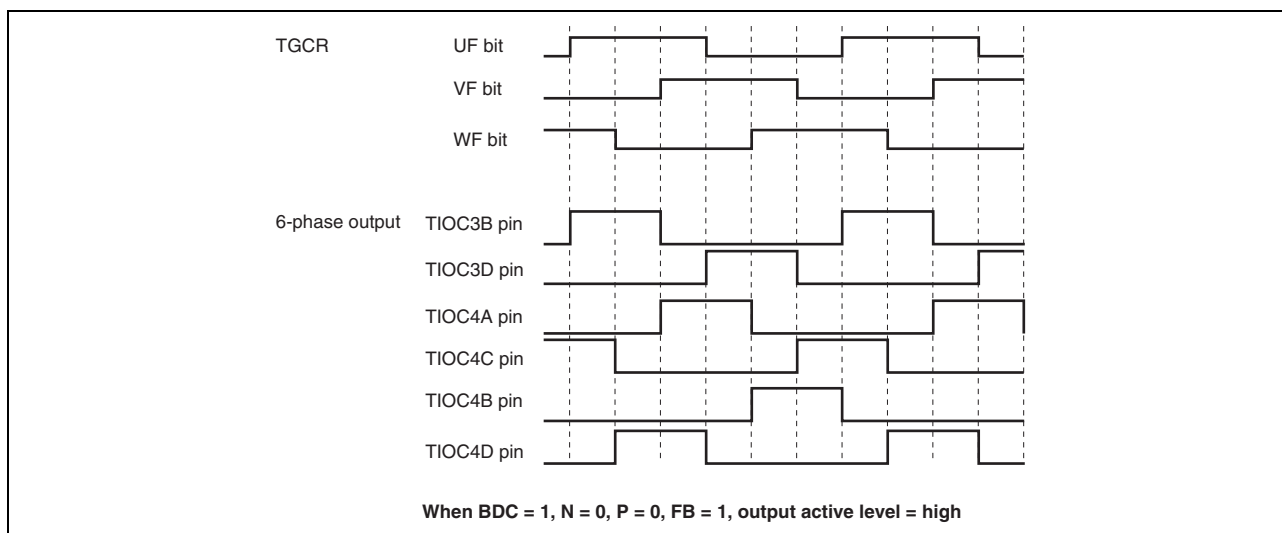 TGCR UF bit
VF bit
WF bit
6-phase output TIOC3B pin
TIOC3D pin
TIOC4A pin
TIOC4C pin
TIOC4B pin
TIOC4D pin
When BDC = 1, N = 0, P = 0, FB = 1, output active level = high